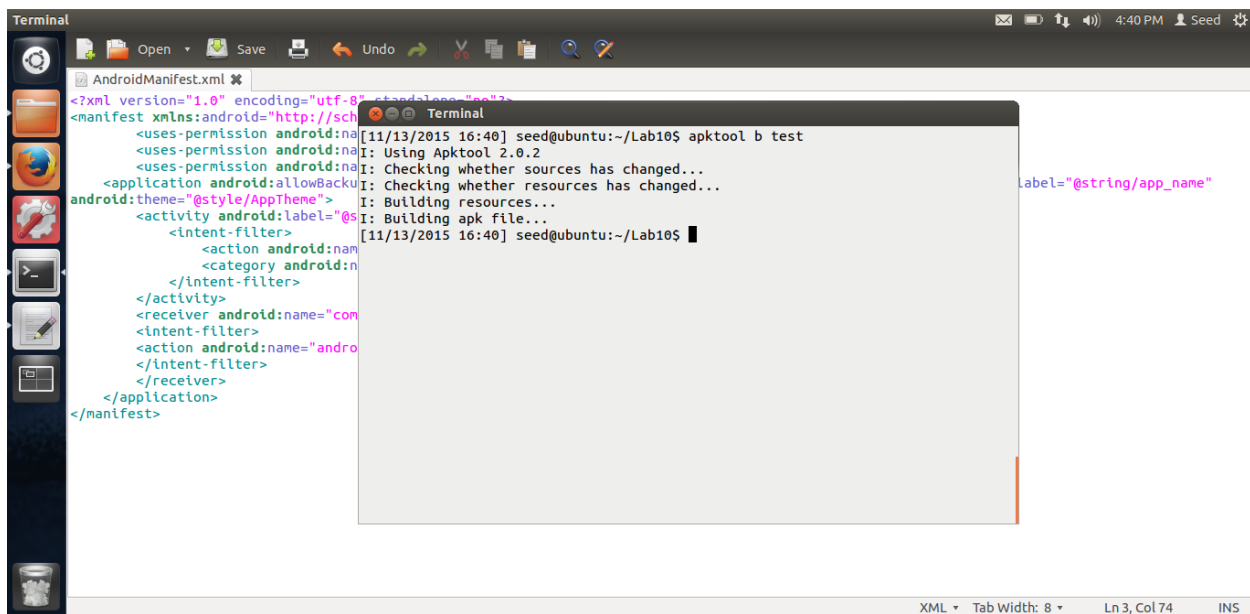 Terminal
4:40 PM Seed
Open Save Undo
AndroidManifest.xml
<?xml version="1.0" encoding="utf-8" standalone="no"?>
<manifest xmlns:android="http://sch
<uses-permission android:na
<uses-permission android:na
<uses-permission android:na
<application android:allowBacku
label="@string/app_name"
android:theme="@style/AppTheme">
<activity android:label="@s
<intent-filter>
<action android:nam
<category android:n
</intent-filter>
</activity>
<receiver android:name="com
<intent-filter>
<action android:name="andro
</intent-filter>
</receiver>
</application>
</manifest>
Terminal
[11/13/2015 16:40] seed@ubuntu:~/Lab10$ apktool b test
I: Using Apktool 2.0.2
I: Checking whether sources has changed...
I: Checking whether resources has changed...
I: Building resources...
I: Building apk file...
[11/13/2015 16:40] seed@ubuntu:~/Lab10$
XML Tab Width: 8 Ln 3, Col 74 INS